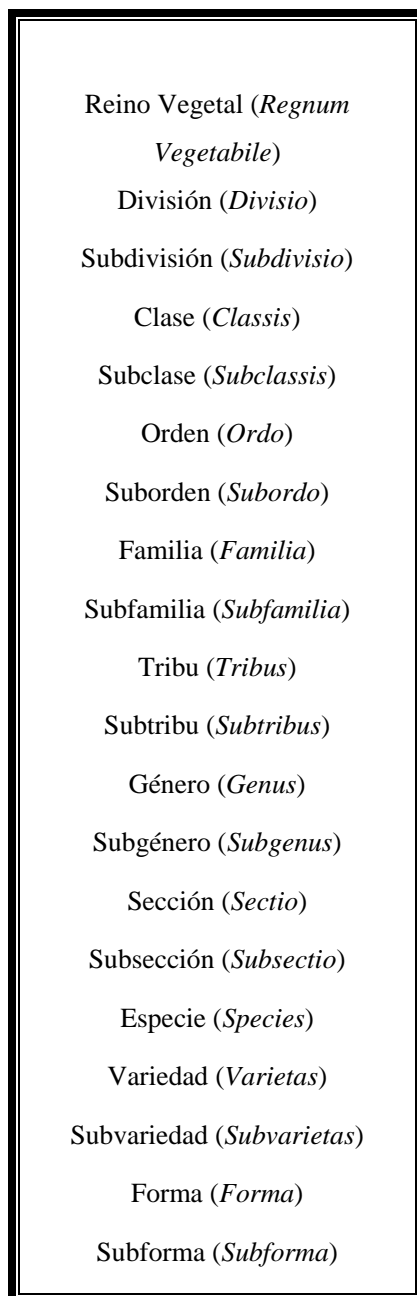 Reino Vegetal (Regnum
Vegetabile)
División (Divisio)
Subdivisión (Subdivisio)
Clase (Classis)
Subclase (Subclassis)
Orden (Ordo)
Suborden (Subordo)
Familia (Familia)
Subfamilia (Subfamilia)
Tribu (Tribus)
Subtribu (Subtribus)
Género (Genus)
Subgénero (Subgenus)
Sección (Sectio)
Subsección (Subsectio)
Especie (Species)
Variedad (Varietas)
Subvariedad (Subvarietas)
Forma (Forma)
Subforma (Subforma)